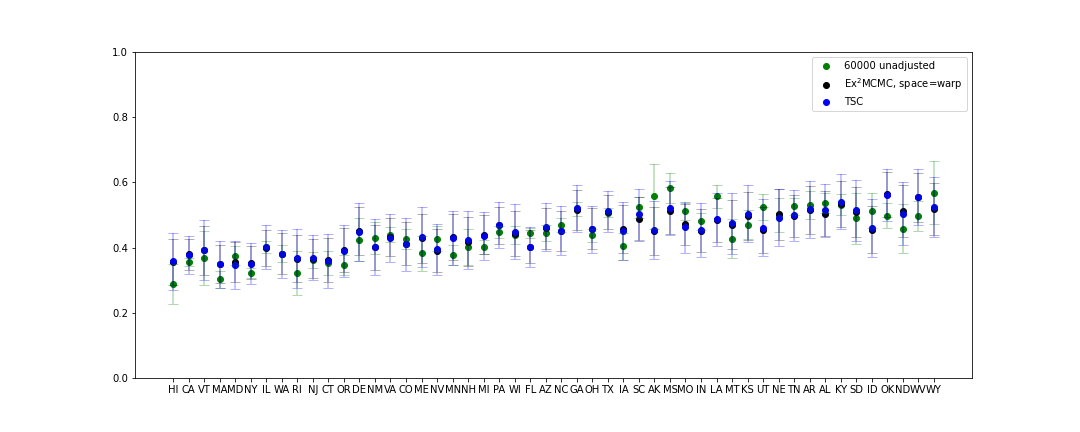 1.0
60000 unadjusted
Ex²MCMC, space=warp
TSC
0.8
0.6
0.4
0.2
0.0
HI CA VT MA MD NY IL WA RI NJ CT OR DE NM VA CO ME NV MN NH MI PA WI FL AZ NC GA OH TX IA SC AK MS MO IN LA MT KS UT NE TN AR AL KY SD ID OK ND WV WY